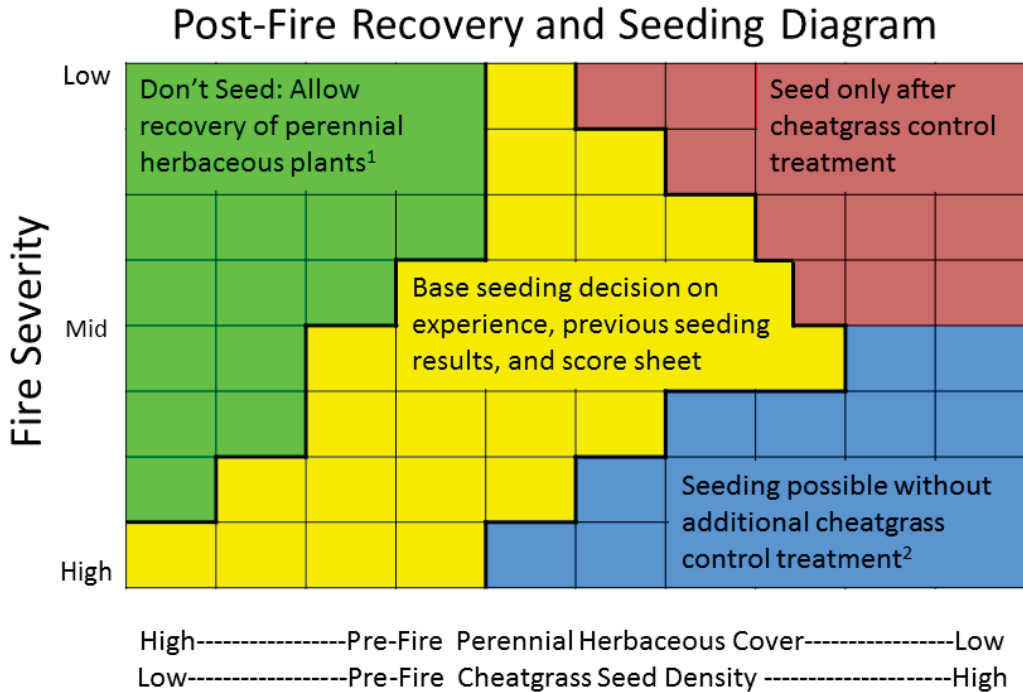 Post-Fire Recovery and Seeding Diagram
Low
Don't Seed: Allow
recovery of perennial
herbaceous plants¹
Seed only after
cheatgrass control
treatment
Fire Severity
Mid
Base seeding decision on
experience, previous seeding
results, and score sheet
Seeding possible without
additional cheatgrass
control treatment²
High
High-----------------Pre-Fire Perennial Herbaceous Cover-----------------Low
Low-----------------Pre-Fire Cheatgrass Seed Density -----------------High